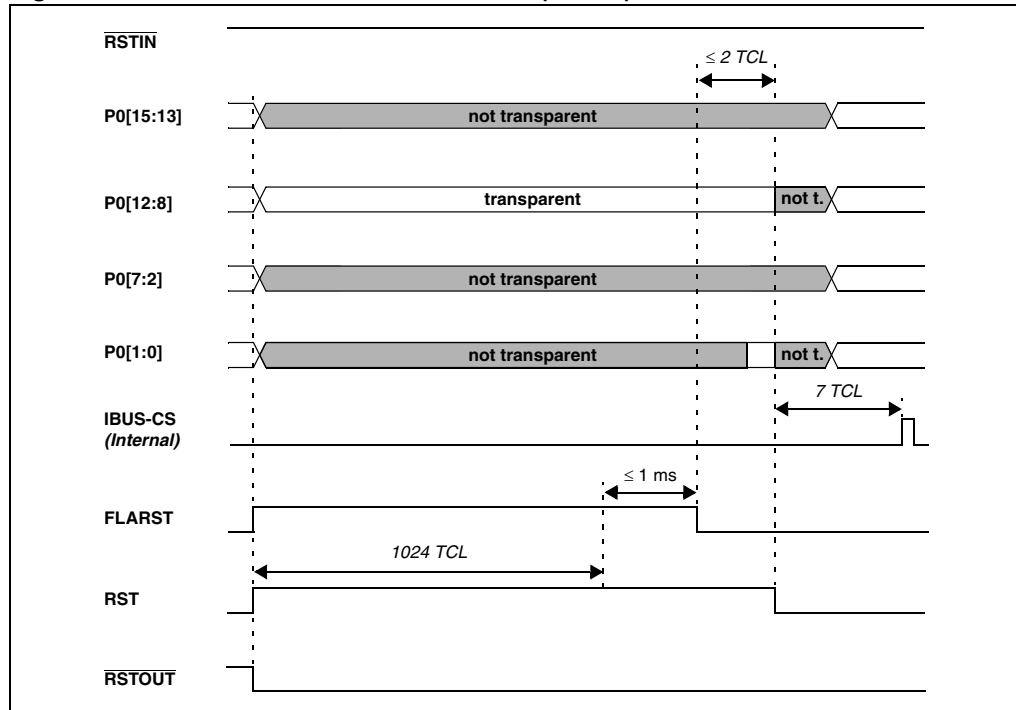 RSTIN
≤ 2 TCL
P0[15:13]
not transparent
P0[12:8]
transparent
not t.
P0[7:2]
not transparent
P0[1:0]
not transparent
not t.
7 TCL
IBUS-CS
(Internal)
≤ 1 ms
FLARST
1024 TCL
RST
RSTOUT